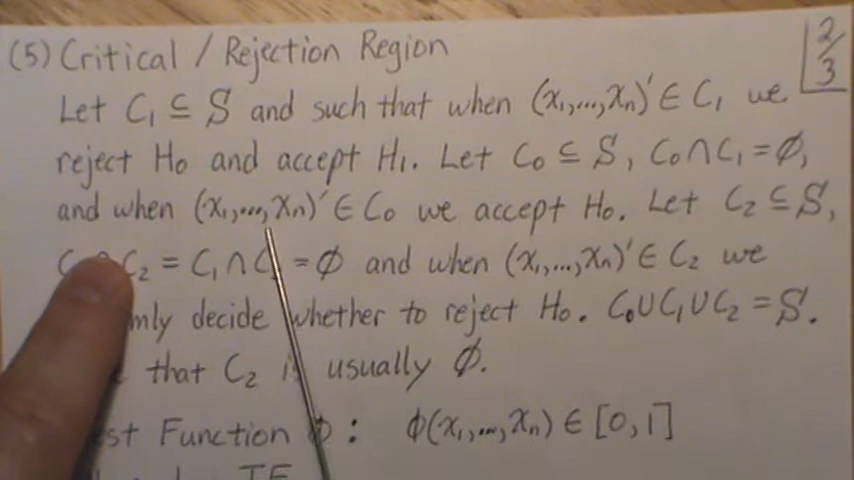 (5) Critical / Rejection Region
2/3
Let C₁ ⊆ S and such that when (x₁,...,xₙ)′ ∈ C₁ we
reject H₀ and accept H₁. Let C₀ ⊆ S, C₀∩C₁ = ∅,
and when (x₁,...,xₙ)′ ∈ C₀ we accept H₀. Let C₂ ⊆ S,
C₂ = C₁∩C = ∅ and when (x₁,...,xₙ)′ ∈ C₂ we
decide whether to reject H₀. C₀∪C₁∪C₂ = S.
that C₂ usually ∅.
Function : ϕ(x₁,...,xₙ) ∈ [0,1]